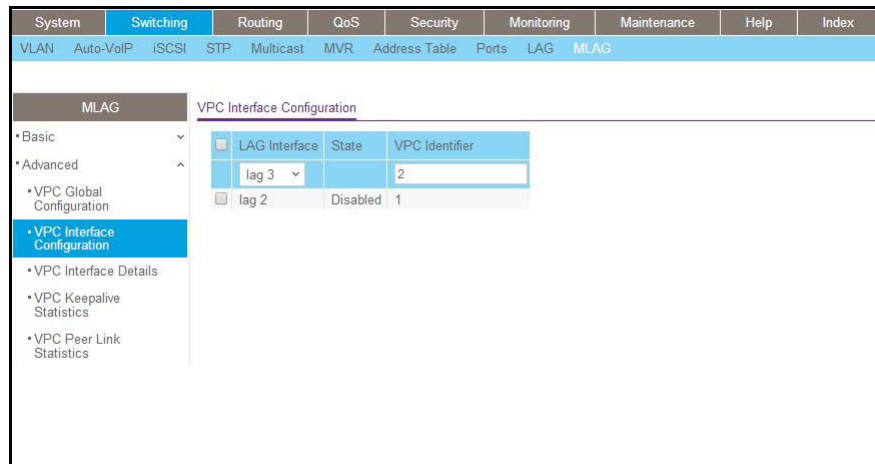 System Switching Routing QoS Security Monitoring Maintenance Help Index
VLAN Auto-VoIP iSCSI STP Multicast MVR Address Table Ports LAG MLAG
MLAG
Basic
Advanced
VPC Global
Configuration
VPC Interface
Configuration
VPC Interface Details
VPC Keepalive
Statistics
VPC Peer Link
Statistics
VPC Interface Configuration
LAG Interface State VPC Identifier
lag 3 2
lag 2 Disabled 1